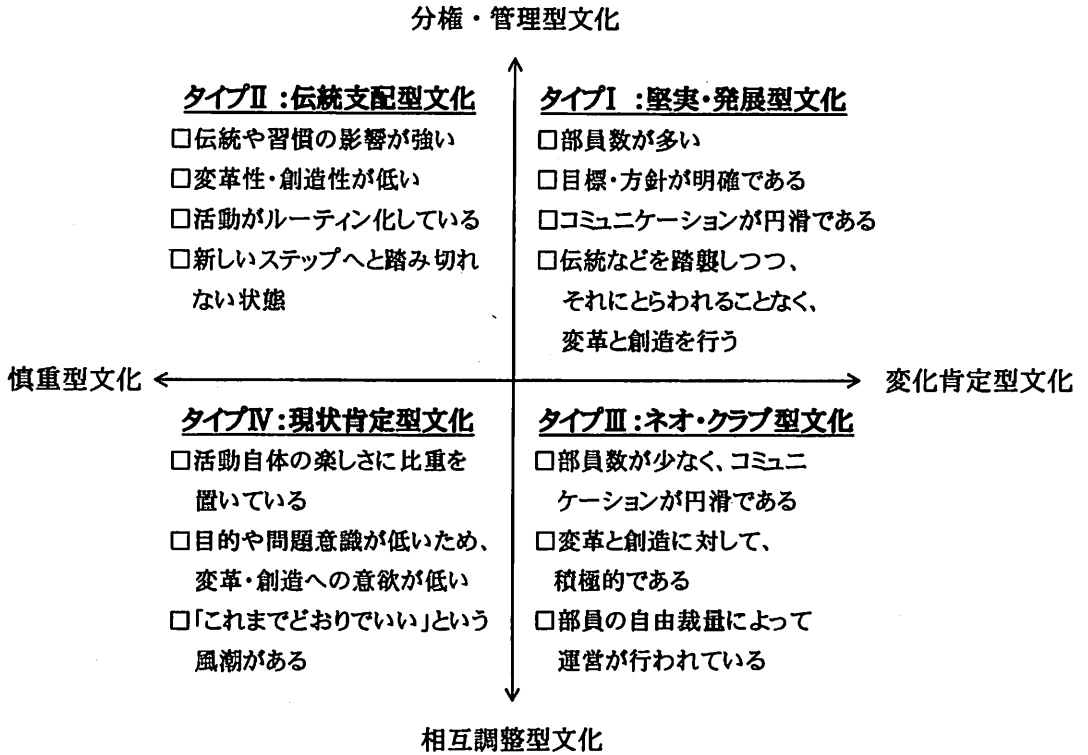 分権・管理型文化
タイプⅡ:伝統支配型文化
□伝統や習慣の影響が強い
□変革性・創造性が低い
□活動がルーティン化している
□新しいステップへと踏み切れ
ない状態
タイプⅠ:堅実・発展型文化
□部員数が多い
□目標・方針が明確である
□コミュニケーションが円滑である
□伝統などを踏襲しつつ、
それにとらわれることなく、
変革と創造を行う
慎重型文化
変化肯定型文化
タイプⅣ:現状肯定型文化
□活動自体の楽しさに比重を
置いている
□目的や問題意識が低いため、
変革・創造への意欲が低い
□「これまでどおりでいい」という
風潮がある
タイプⅢ:ネオ・クラブ型文化
□部員数が少なく、コミュニ
ケーションが円滑である
□変革と創造に対して、
積極的である
□部員の自由裁量によって
運営が行われている
相互調整型文化